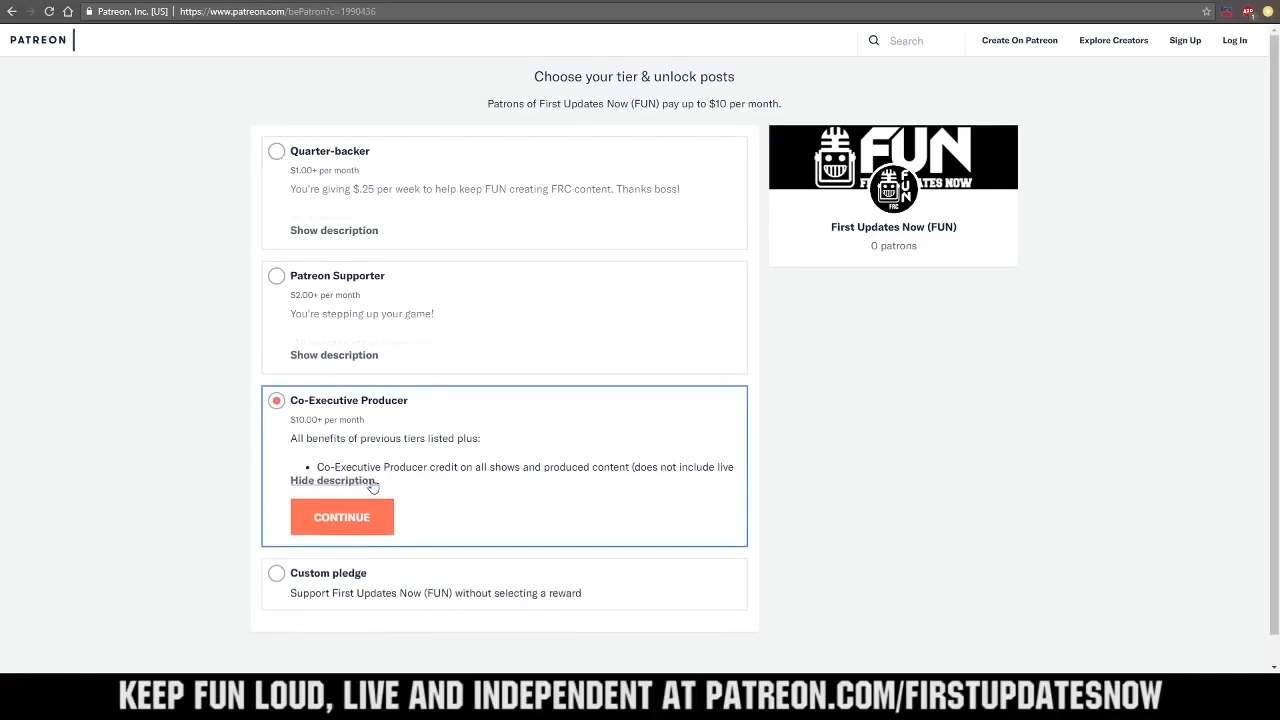 Patreon, Inc. [US] | https://www.patreon.com/bePatron?c=1990436
PATREON
Search
Create On Patreon
Explore Creators
Sign Up
Log In
Choose your tier & unlock posts
Patrons of First Updates Now (FUN) pay up to $10 per month.
Quarter-backer
$1.00+ per month
You're giving $.25 per week to help keep FUN creating FRC content. Thanks boss!
Show description
Patreon Supporter
$2.00+ per month
You're stepping up your game!
Show description
Co-Executive Producer
$10.00+ per month
All benefits of previous tiers listed plus:
• Co-Executive Producer credit on all shows and produced content (does not include live
Hide description
CONTINUE
Custom pledge
Support First Updates Now (FUN) without selecting a reward
FUN
FUN
FRC
First Updates Now (FUN)
0 patrons
KEEP FUN LOUD, LIVE AND INDEPENDENT AT PATREON.COM/FIRSTUPDATESNOW